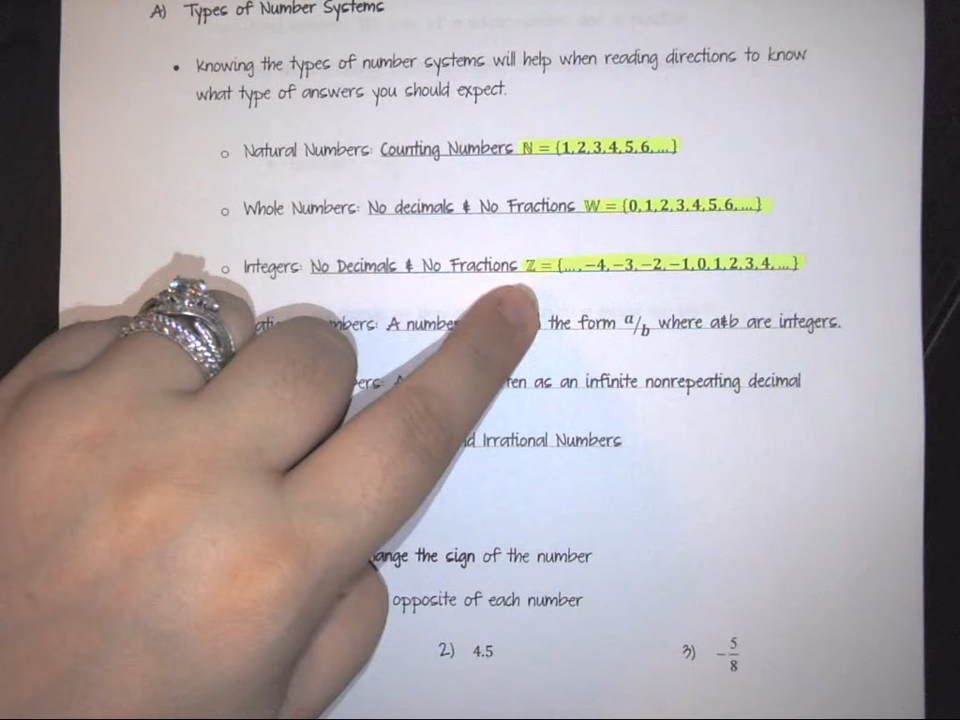 A) Types of Number Systems
• Knowing the types of number systems will help when reading directions to know
what type of answers you should expect.
o Natural Numbers: Counting Numbers ℕ = {1, 2, 3, 4, 5, 6, … }
o Whole Numbers: No decimals & No Fractions 𝕎 = {0, 1, 2, 3, 4, 5, 6, … }
o Integers: No Decimals & No Fractions ℤ = {… , −4, −3, −2, −1, 0, 1, 2, 3, 4, … }
A number the form a/b where a&b are integers.
as an infinite nonrepeating decimal
Irrational Numbers
the sign of the number
opposite of each number
2) 4.5 3) −5/8